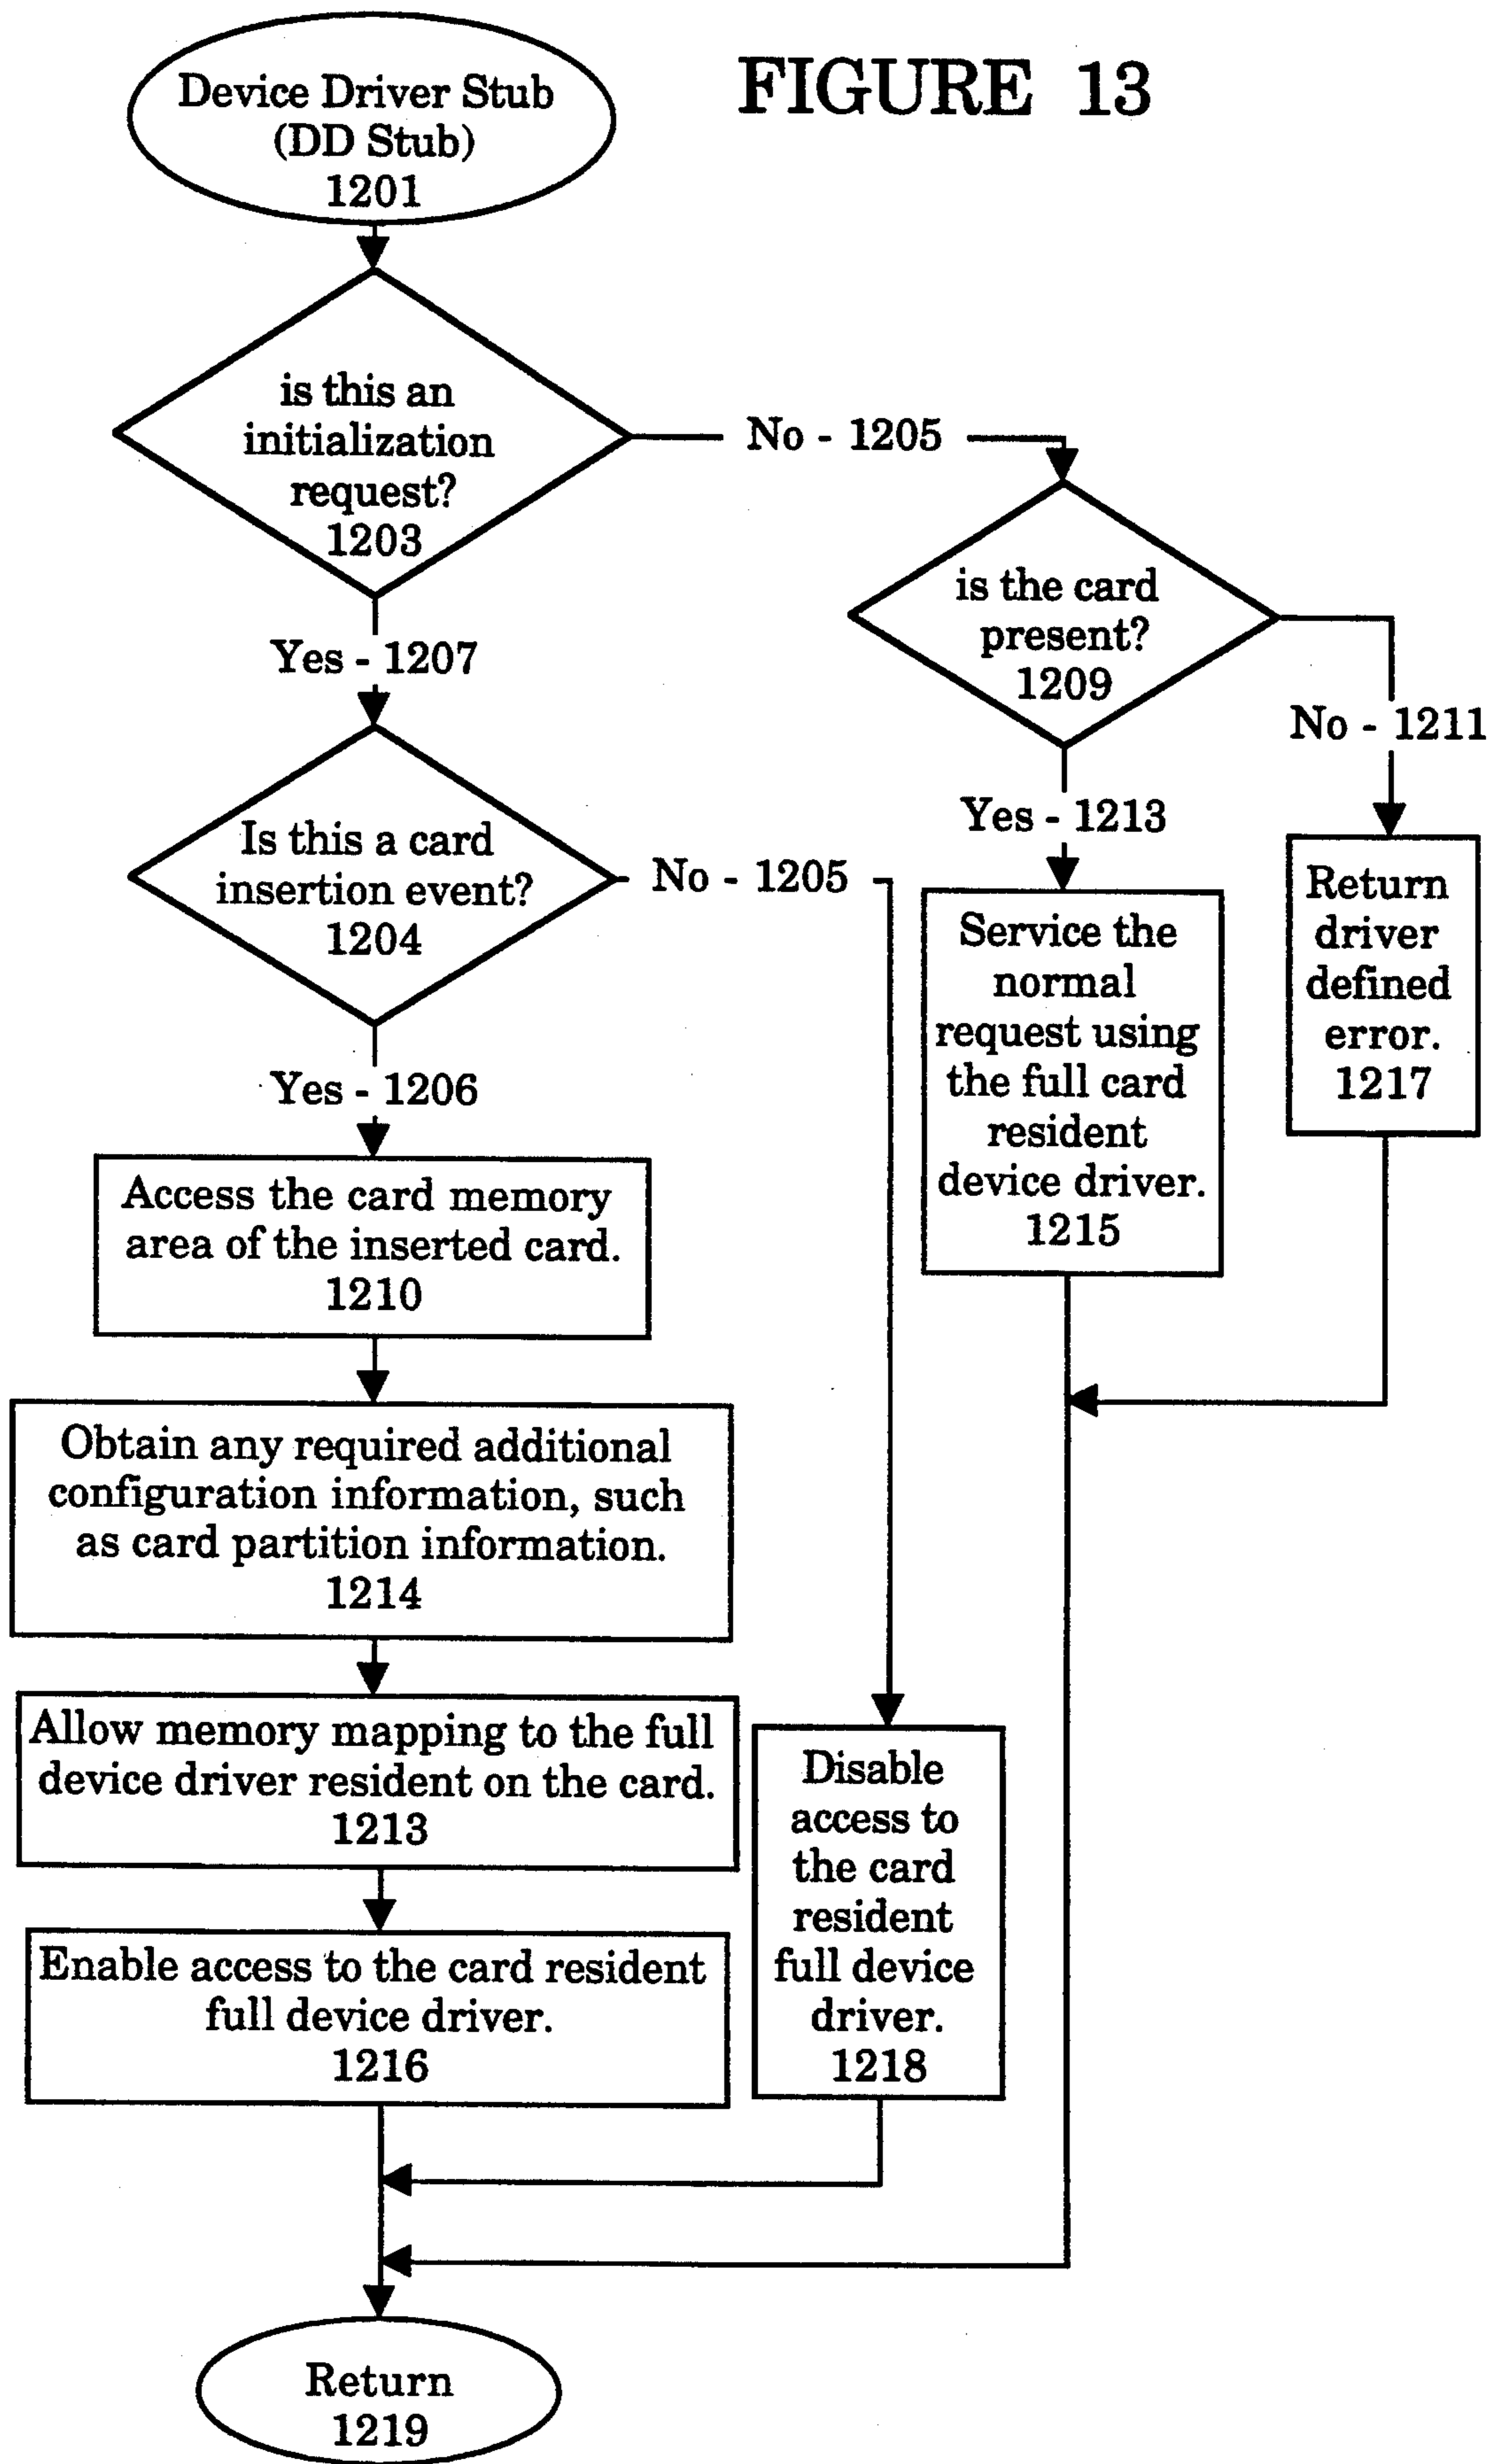 FIGURE 13
Device Driver Stub
(DD Stub)
1201
is this an
initialization
request?
1203
No - 1205
Yes - 1207
is the card
present?
1209
No - 1211
Yes - 1213
Is this a card
insertion event?
1204
No - 1205
Yes - 1206
Service the
normal
request using
the full card
resident
device driver.
1215
Return
driver
defined
error.
1217
Access the card memory
area of the inserted card.
1210
Obtain any required additional
configuration information, such
as card partition information.
1214
Allow memory mapping to the full
device driver resident on the card.
1213
Enable access to the card resident
full device driver.
1216
Disable
access to
the card
resident
full device
driver.
1218
Return
1219